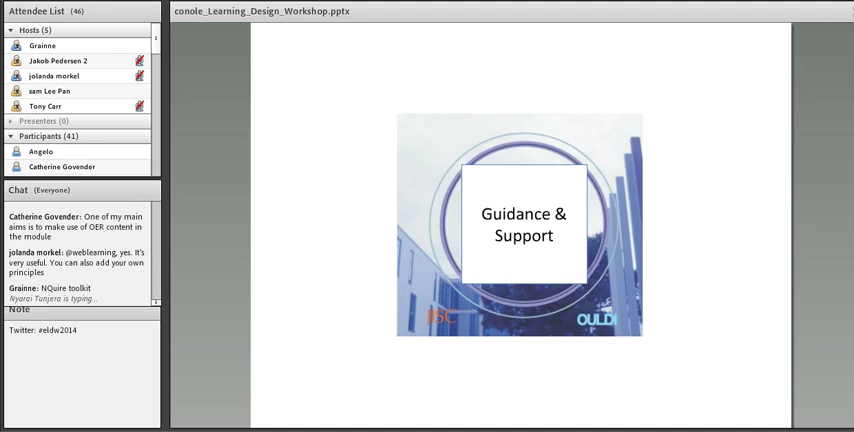 Attendee List (46)
Hosts (5)
Grainne
Jakob Pedersen 2
jolanda morkel
sam Lee Pan
Tony Carr
Presenters (0)
Participants (41)
Angelo
Catherine Govender
Chat (Everyone)
Catherine Govender: One of my main
aims is to make use of OER content in
the module
jolanda morkel: @weblearning, yes. It's
very useful. You can also add your own
principles
Grainne: NQuire toolkit
Nyarai Tunjera is typing...
Note
Twitter: #eldw2014
conole_Learning_Design_Workshop.pptx
Guidance &
Support
JISC
OULDI